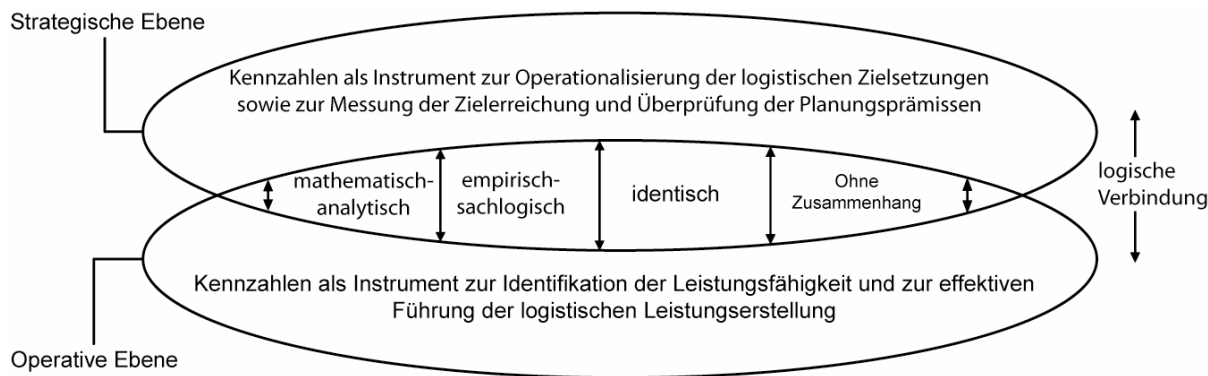 Strategische Ebene
Kennzahlen als Instrument zur Operationalisierung der logistischen Zielsetzungen
sowie zur Messung der Zielerreichung und Überprüfung der Planungsprämissen
mathematisch-
analytisch
empirisch-
sachlogisch
identisch
Ohne
Zusammenhang
logische
Verbindung
Kennzahlen als Instrument zur Identifikation der Leistungsfähigkeit und zur effektiven
Führung der logistischen Leistungserstellung
Operative Ebene